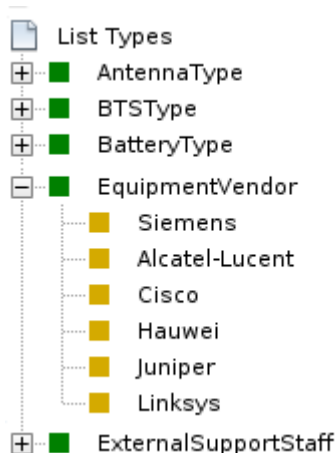 List Types
AntennaType
BTSType
BatteryType
EquipmentVendor
Siemens
Alcatel-Lucent
Cisco
Hauwei
Juniper
Linksys
ExternalSupportStaff